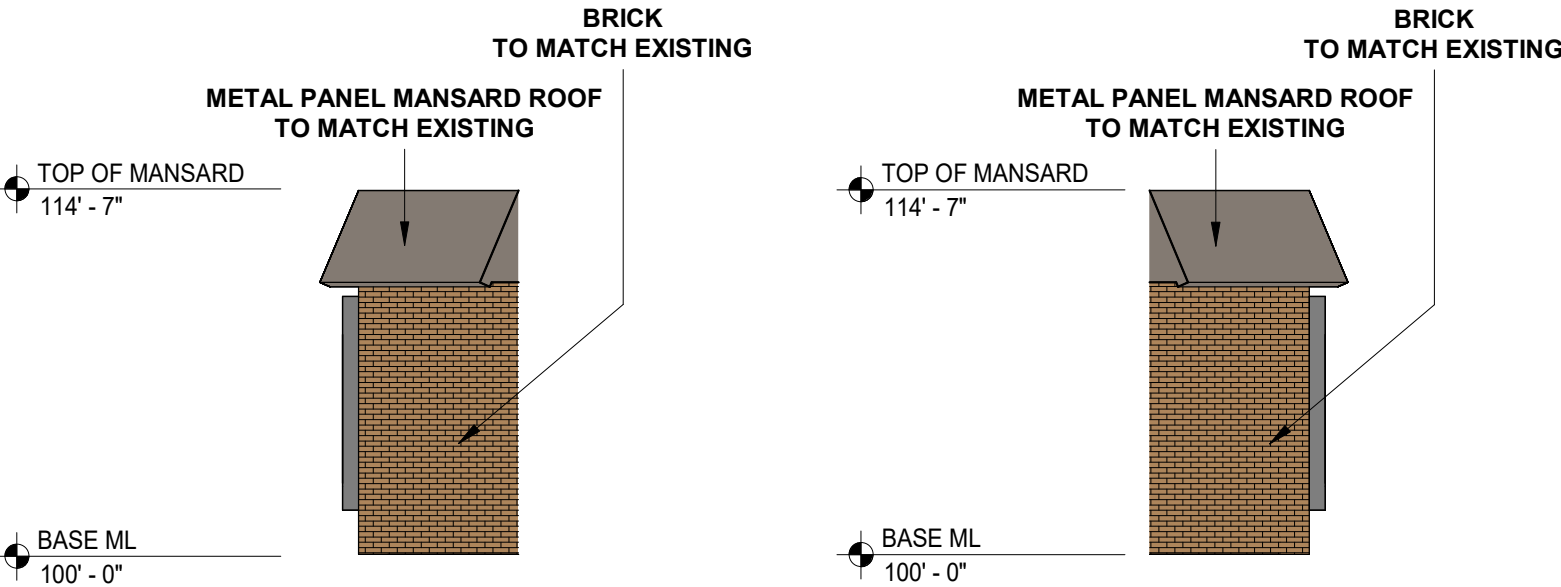 BRICK
TO MATCH EXISTING
METAL PANEL MANSARD ROOF
TO MATCH EXISTING
TOP OF MANSARD
114' - 7"
BASE ML
100' - 0"
BRICK
TO MATCH EXISTING
METAL PANEL MANSARD ROOF
TO MATCH EXISTING
TOP OF MANSARD
114' - 7"
BASE ML
100' - 0"